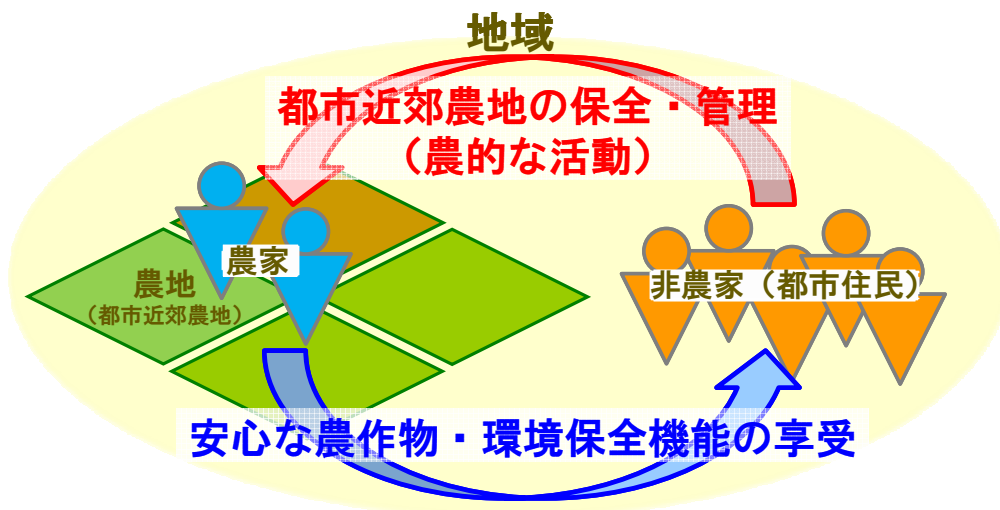 地域
都市近郊農地の保全・管理
（農的な活動）
農家
農地
（都市近郊農地）
非農家（都市住民）
安心な農作物・環境保全機能の享受